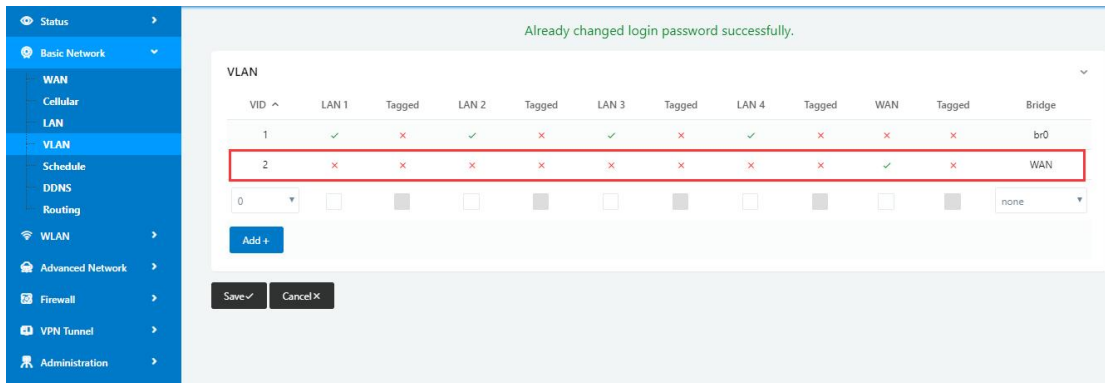 Status
Basic Network
WAN
Cellular
LAN
VLAN
Schedule
DDNS
Routing
WLAN
Advanced Network
Firewall
VPN Tunnel
Administration
Already changed login password successfully.
VLAN
VID LAN 1 Tagged LAN 2 Tagged LAN 3 Tagged LAN 4 Tagged WAN Tagged Bridge
1 ✓ × ✓ × ✓ × ✓ × × × br0
2 × × × × × × × × ✓ × WAN
0 none
Add +
Save✓ Cancel×